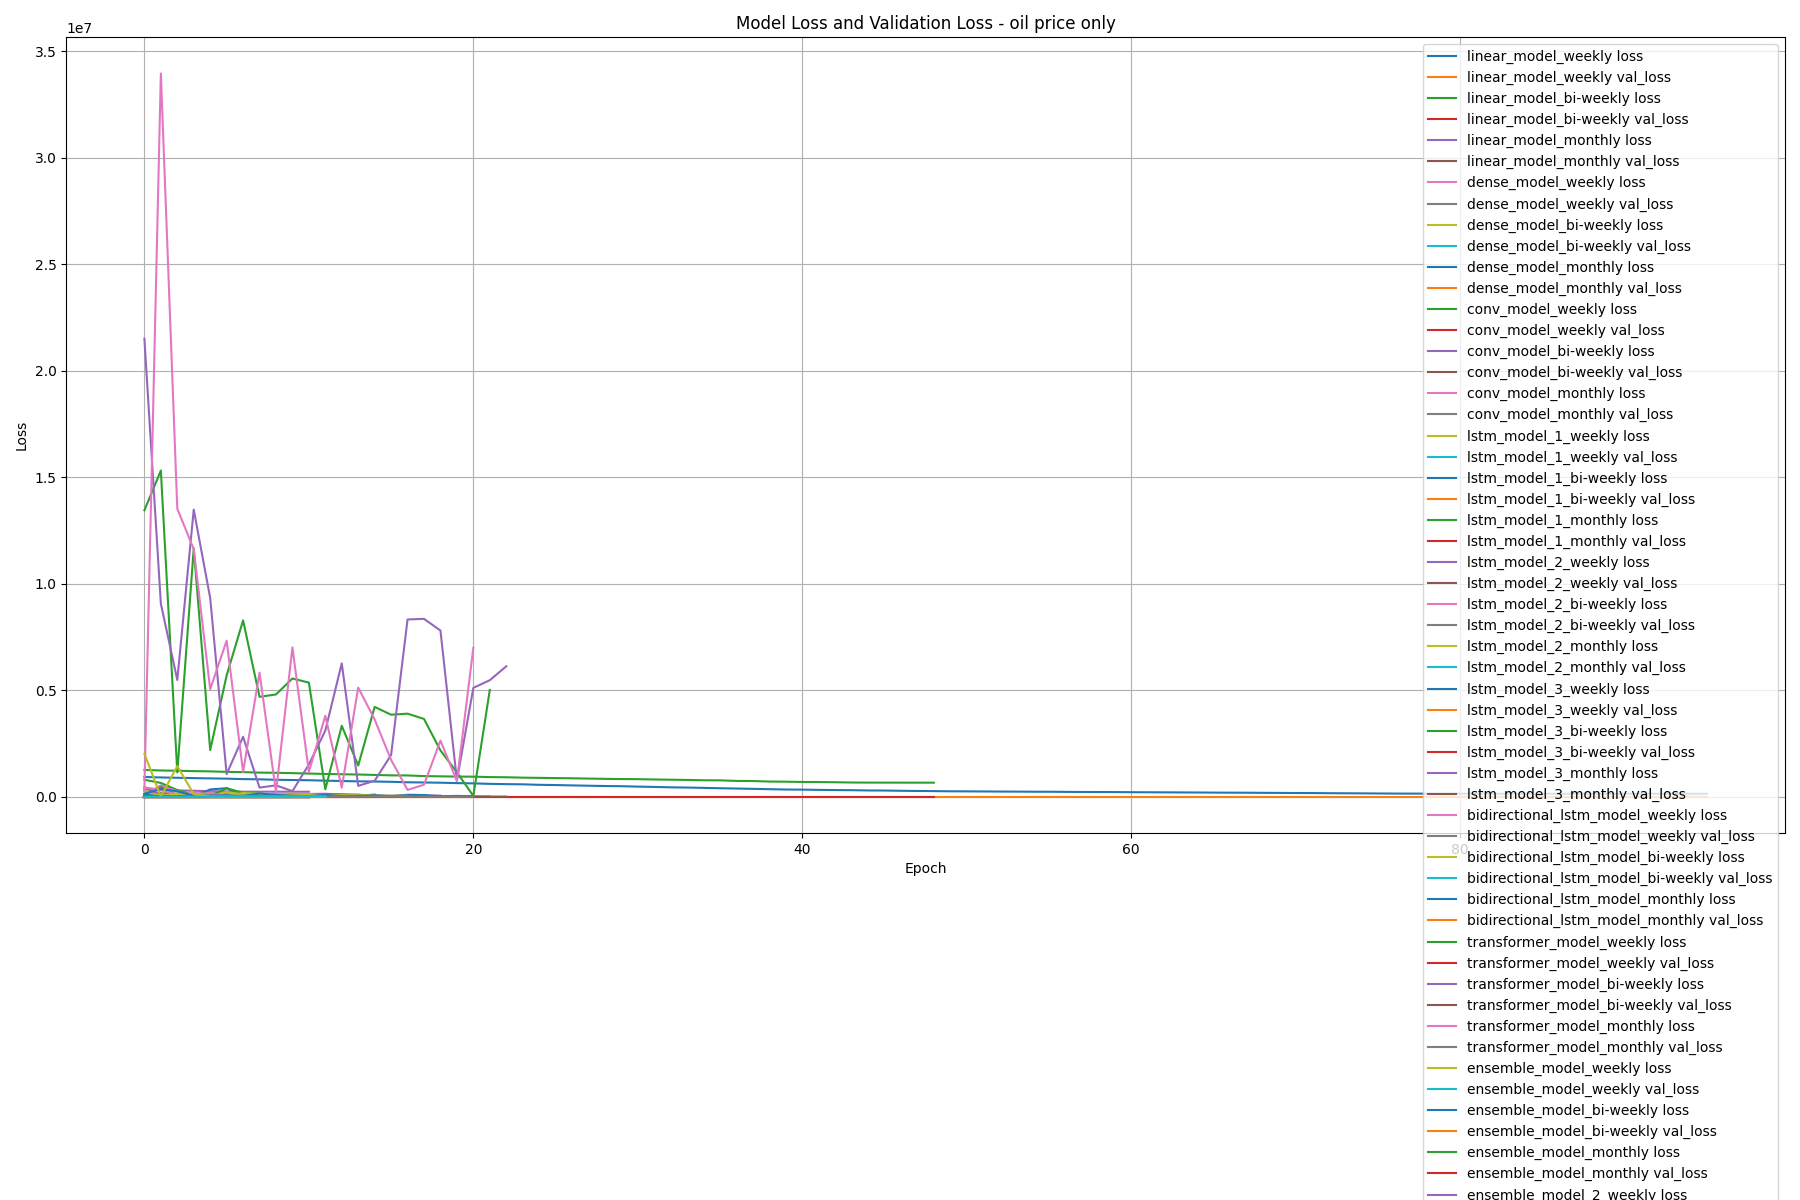 Model Loss and Validation Loss - oil price only
1e7
3.5
3.0
2.5
2.0
1.5
1.0
0.5
0.0
Loss
0
20
40
60
80
Epoch
linear_model_weekly loss
linear_model_weekly val_loss
linear_model_bi-weekly loss
linear_model_bi-weekly val_loss
linear_model_monthly loss
linear_model_monthly val_loss
dense_model_weekly loss
dense_model_weekly val_loss
dense_model_bi-weekly loss
dense_model_bi-weekly val_loss
dense_model_monthly loss
dense_model_monthly val_loss
conv_model_weekly loss
conv_model_weekly val_loss
conv_model_bi-weekly loss
conv_model_bi-weekly val_loss
conv_model_monthly loss
conv_model_monthly val_loss
lstm_model_1_weekly loss
lstm_model_1_weekly val_loss
lstm_model_1_bi-weekly loss
lstm_model_1_bi-weekly val_loss
lstm_model_1_monthly loss
lstm_model_1_monthly val_loss
lstm_model_2_weekly loss
lstm_model_2_weekly val_loss
lstm_model_2_bi-weekly loss
lstm_model_2_bi-weekly val_loss
lstm_model_2_monthly loss
lstm_model_2_monthly val_loss
lstm_model_3_weekly loss
lstm_model_3_weekly val_loss
lstm_model_3_bi-weekly loss
lstm_model_3_bi-weekly val_loss
lstm_model_3_monthly loss
lstm_model_3_monthly val_loss
bidirectional_lstm_model_weekly loss
bidirectional_lstm_model_weekly val_loss
bidirectional_lstm_model_bi-weekly loss
bidirectional_lstm_model_bi-weekly val_loss
bidirectional_lstm_model_monthly loss
bidirectional_lstm_model_monthly val_loss
transformer_model_weekly loss
transformer_model_weekly val_loss
transformer_model_bi-weekly loss
transformer_model_bi-weekly val_loss
transformer_model_monthly loss
transformer_model_monthly val_loss
ensemble_model_weekly loss
ensemble_model_weekly val_loss
ensemble_model_bi-weekly loss
ensemble_model_bi-weekly val_loss
ensemble_model_monthly loss
ensemble_model_monthly val_loss
ensemble_model_2_weekly loss